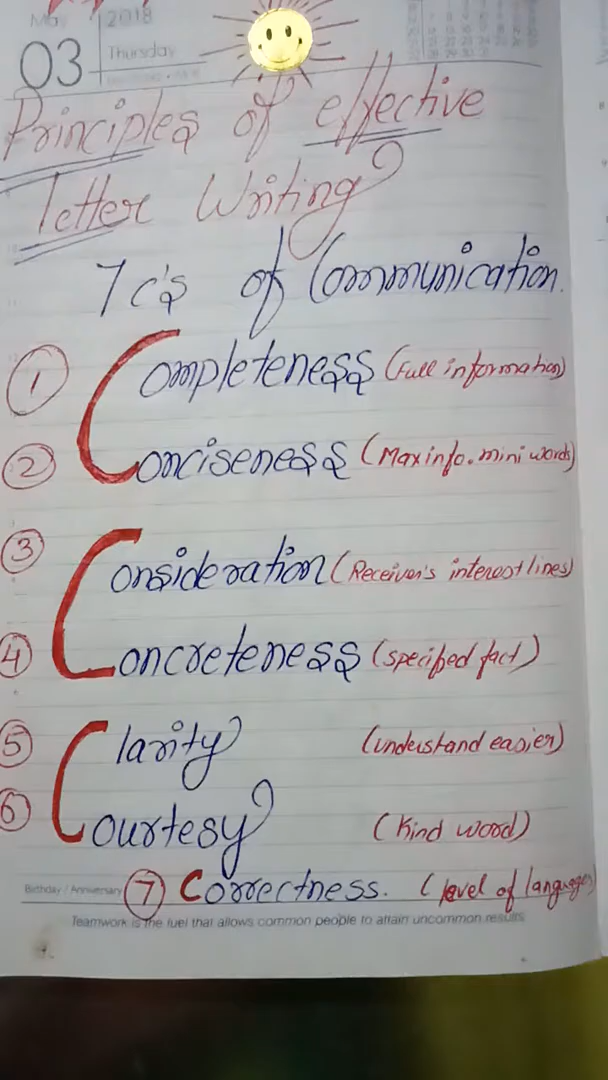 May 2018
03 Thursday
Principles of effective
letter Writing
7 c's of Communication.
1 Completeness (Full information)
2 Conciseness (Max info. mini words)
3 Consideration (Receiver's interest lines)
4 Concreteness (specified fact)
5 Clarity (understand easier)
6 Courtesy (Kind word)
Birthday / Anniversary 7 Correctness. (level of languages)
Teamwork is the fuel that allows common people to attain uncommon results